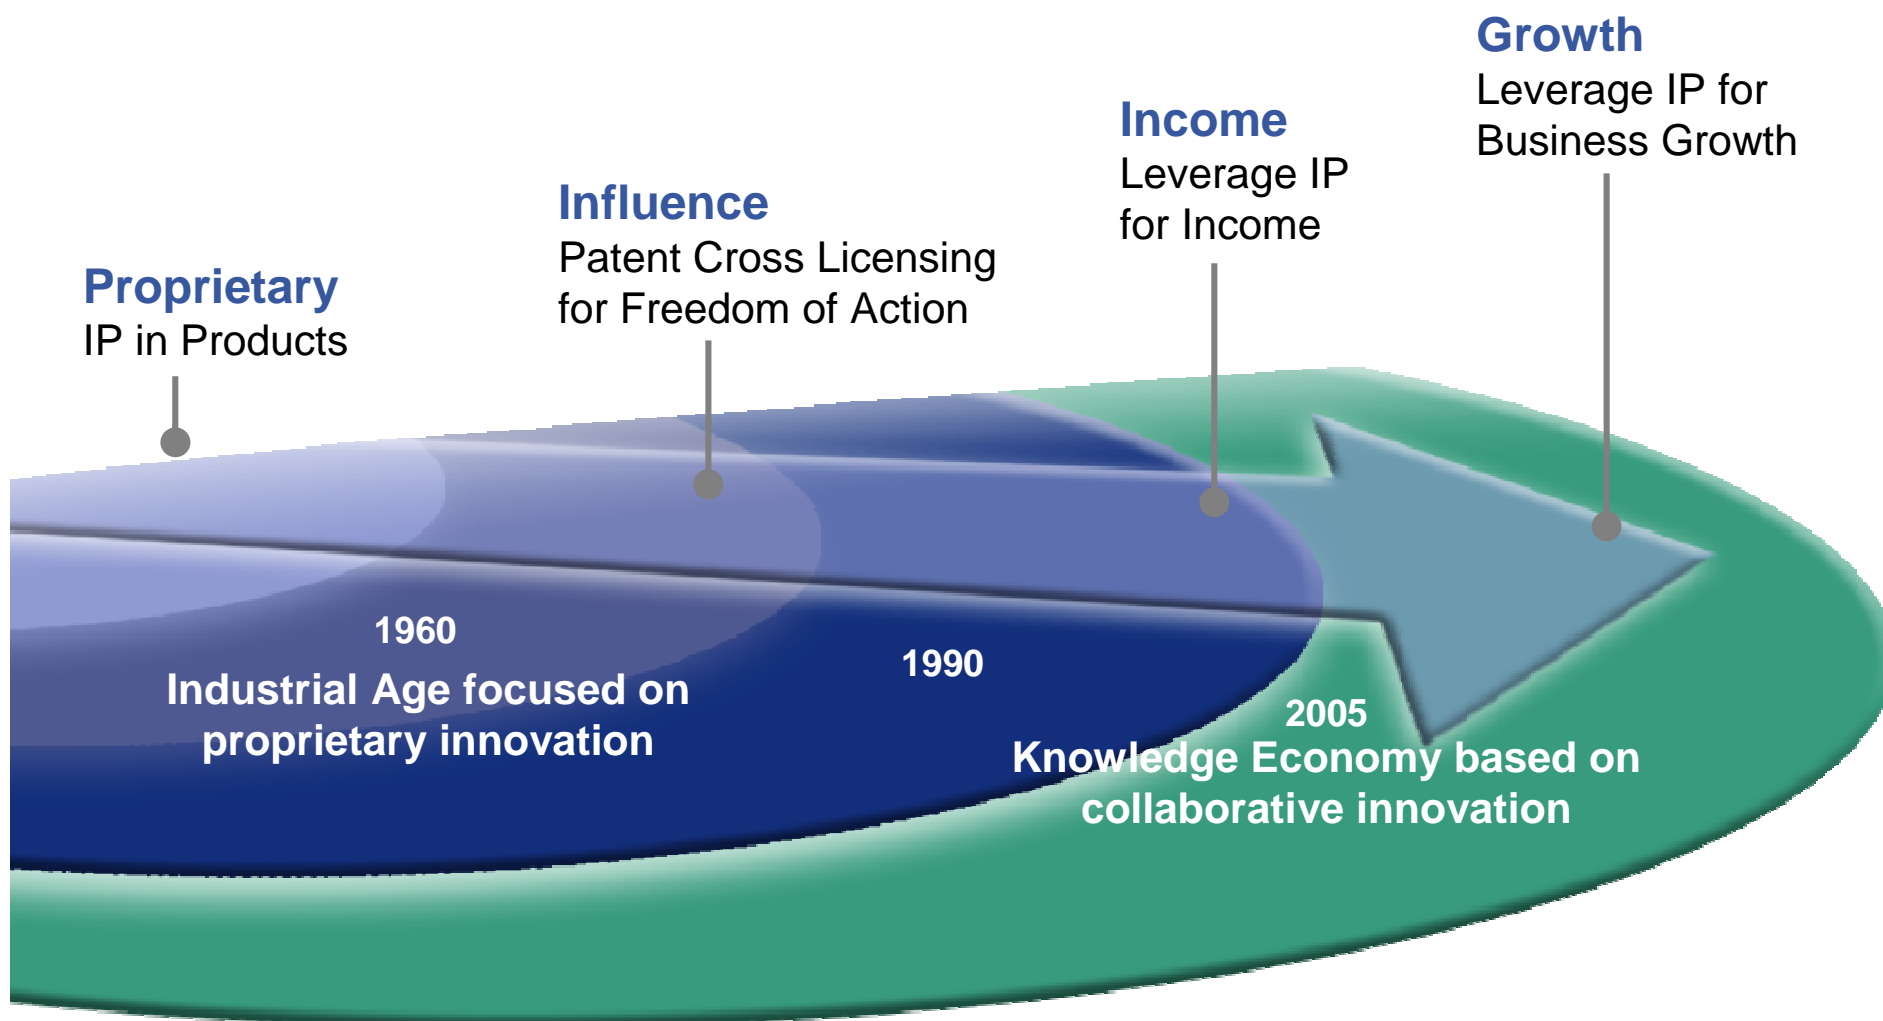 Growth
Leverage IP for
Business Growth
Income
Leverage IP
for Income
Influence
Patent Cross Licensing
for Freedom of Action
Proprietary
IP in Products
1960
Industrial Age focused on
proprietary innovation
1990
2005
Knowledge Economy based on
collaborative innovation